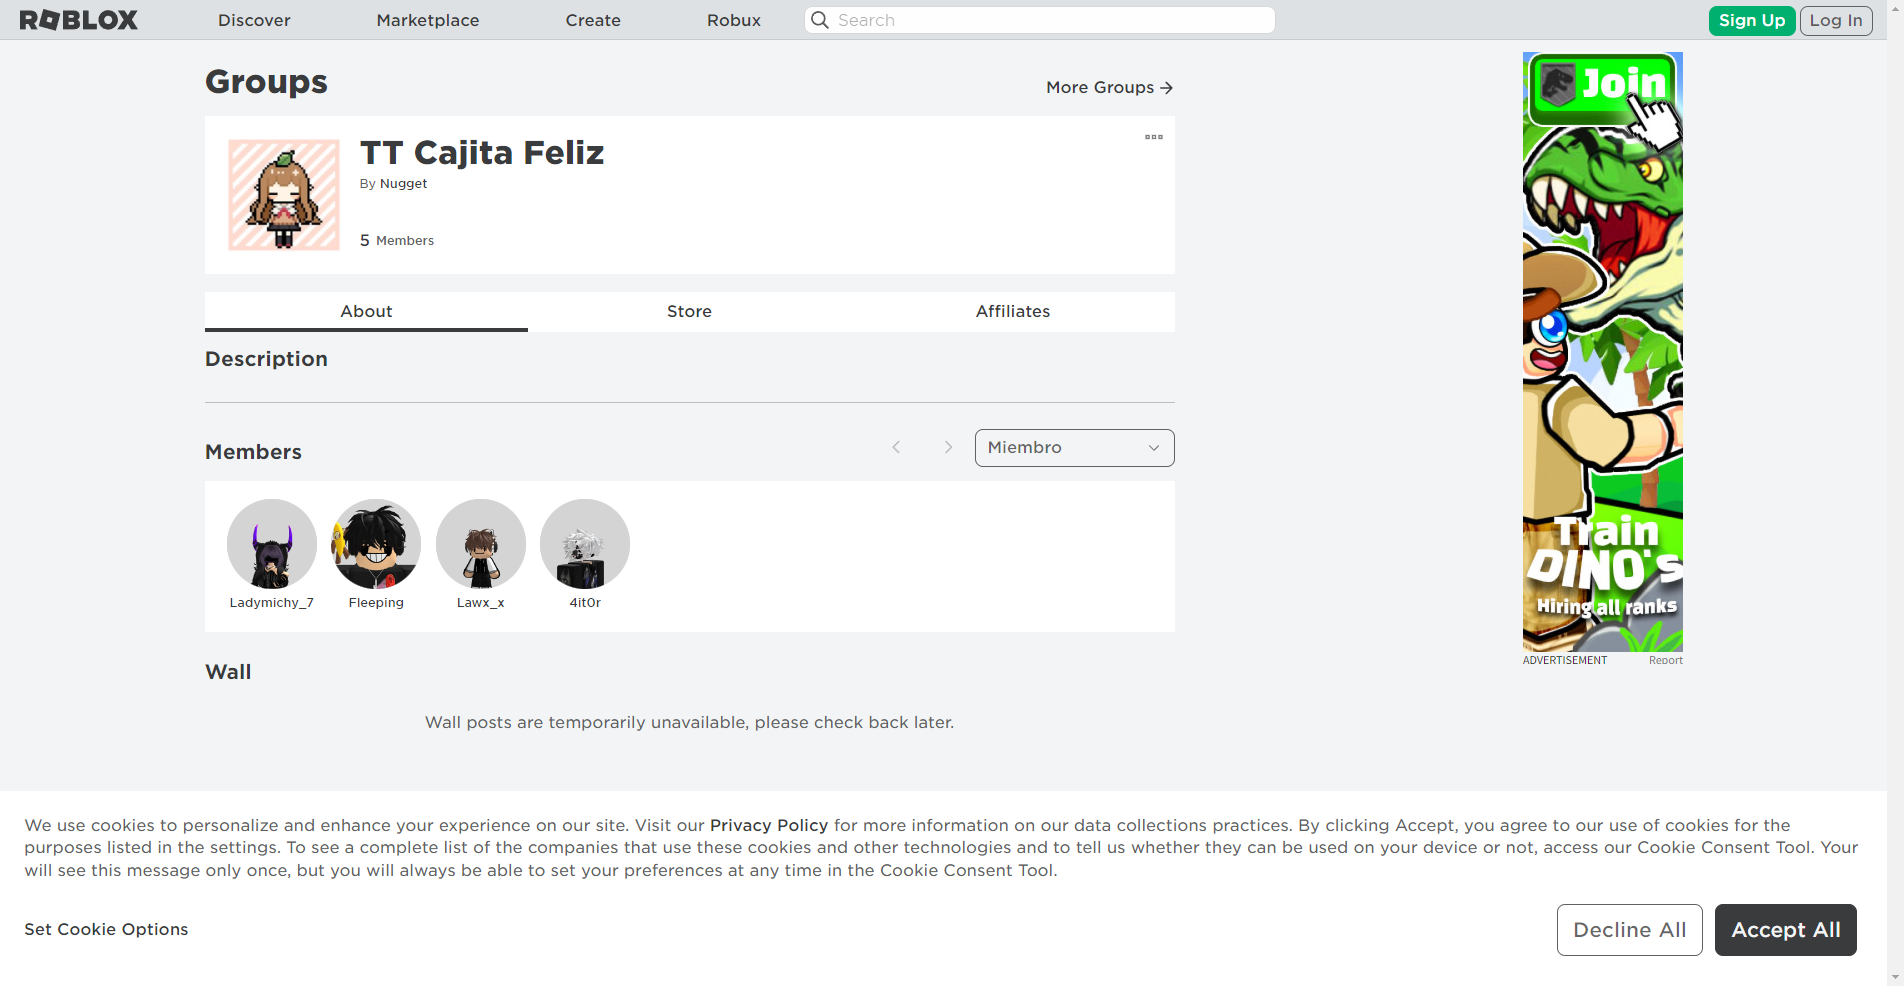 ROBLOX
Discover
Marketplace
Create
Robux
Search
Sign Up
Log In
Groups
More Groups
TT Cajita Feliz
By Nugget
5 Members
About
Store
Affiliates
Description
Members
Miembro
Ladymichy_7
Fleeping
Lawx_x
4it0r
Wall
Wall posts are temporarily unavailable, please check back later.
Join
Train
DINO's
Hiring all ranks
ADVERTISEMENT
Report
We use cookies to personalize and enhance your experience on our site. Visit our Privacy Policy for more information on our data collections practices. By clicking Accept, you agree to our use of cookies for the
purposes listed in the settings. To see a complete list of the companies that use these cookies and other technologies and to tell us whether they can be used on your device or not, access our Cookie Consent Tool. Your
will see this message only once, but you will always be able to set your preferences at any time in the Cookie Consent Tool.
Set Cookie Options
Decline All
Accept All